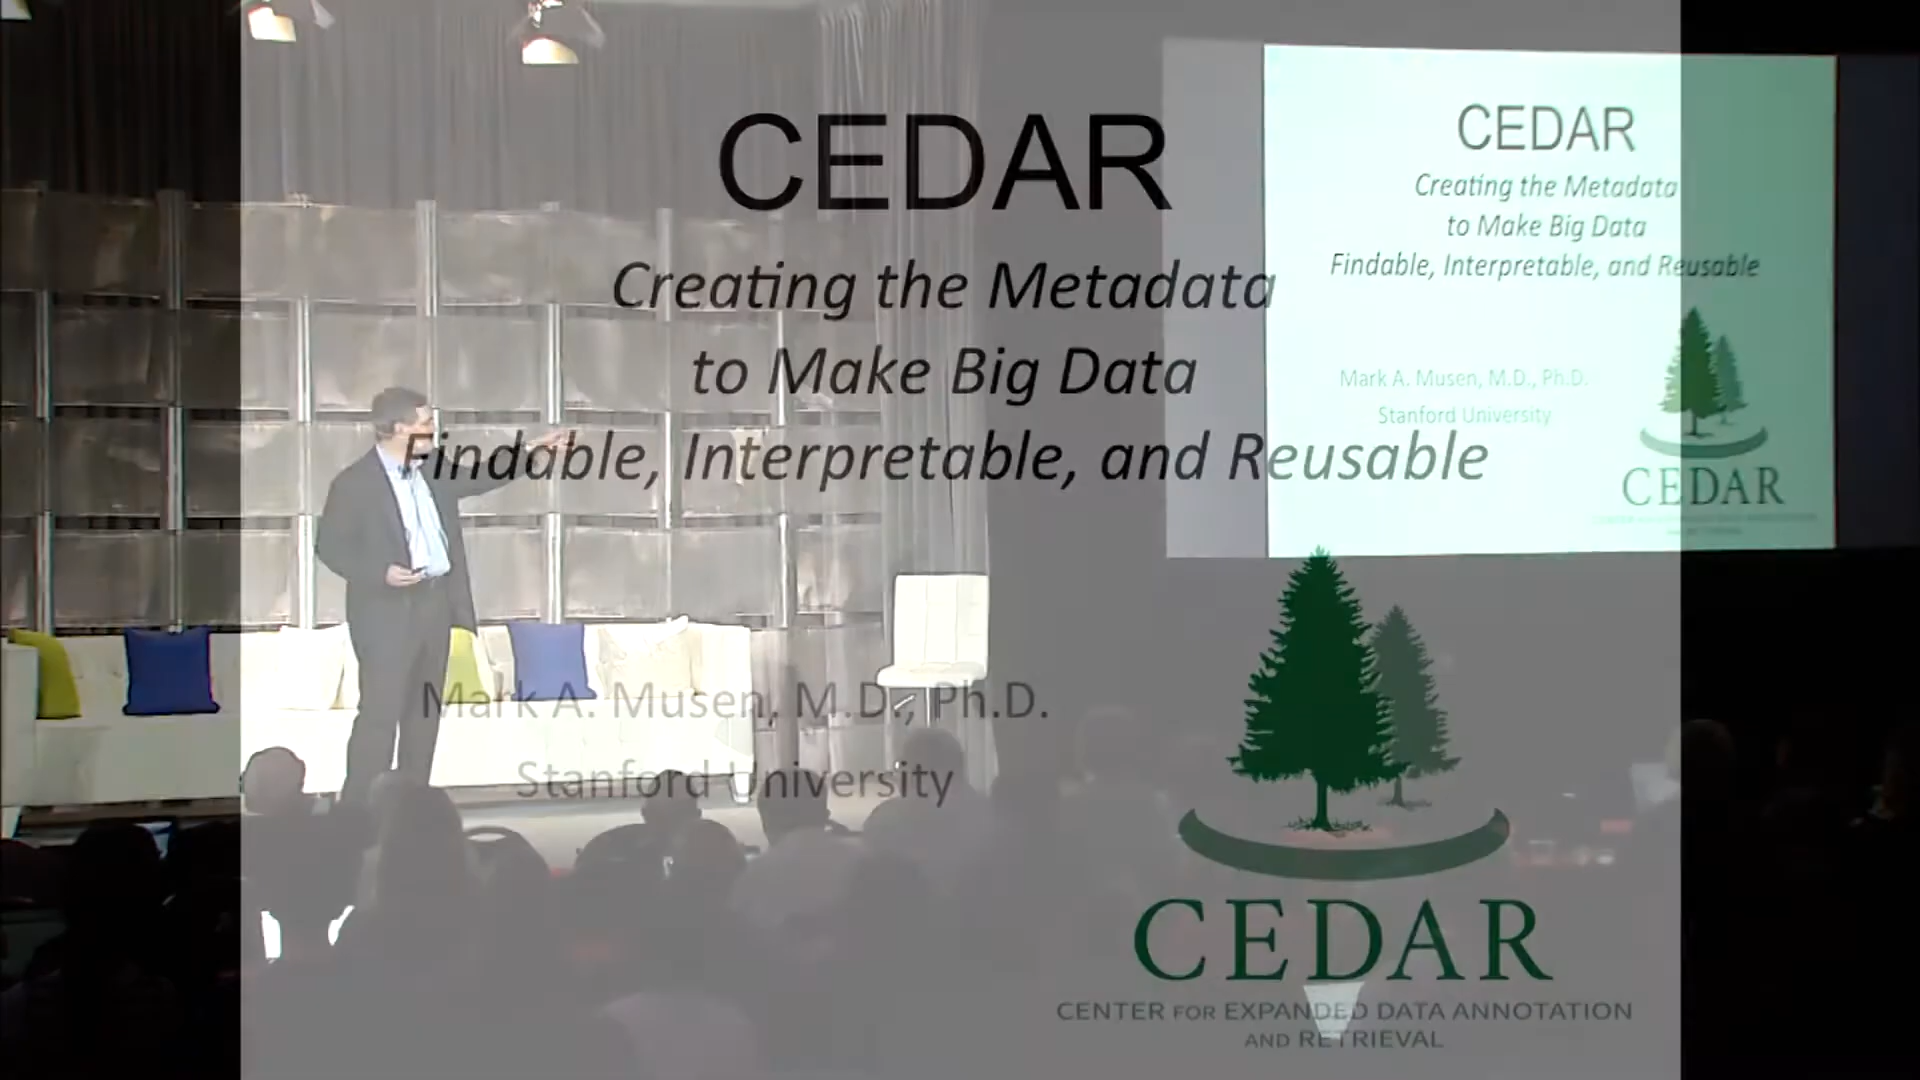 CEDAR
Creating the Metadata
to Make Big Data
Findable, Interpretable, and Reusable
Mark A. Musen, M.D., Ph.D.
Stanford University
CEDAR
CENTER FOR EXPANDED DATA ANNOTATION
AND RETRIEVAL
CEDAR
Creating the Metadata
to Make Big Data
Findable, Interpretable, and Reusable
Mark A. Musen, M.D., Ph.D.
Stanford University
CEDAR